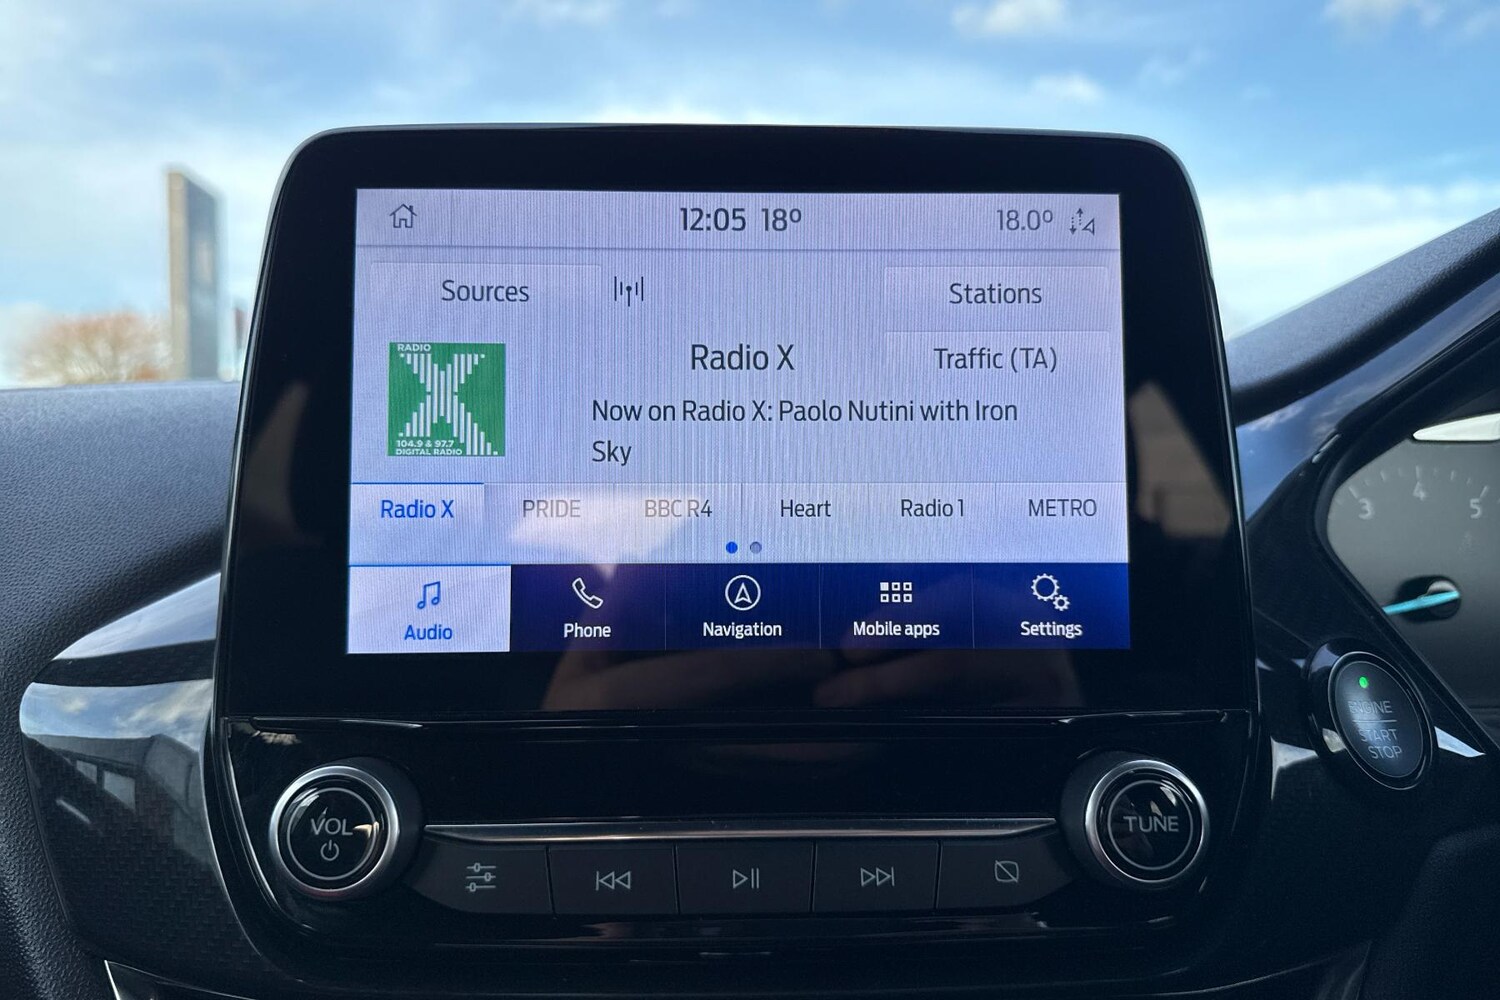 12:05 18° 18.0°
Sources Stations
RADIO
X
104.9 & 97.7
DIGITAL RADIO
Radio X
Traffic (TA)
Now on Radio X: Paolo Nutini with Iron
Sky
Radio X PRIDE BBC R4 Heart Radio 1 METRO
Audio Phone Navigation Mobile apps Settings
3 4 5
ENGINE
START
STOP
VOL
TUNE